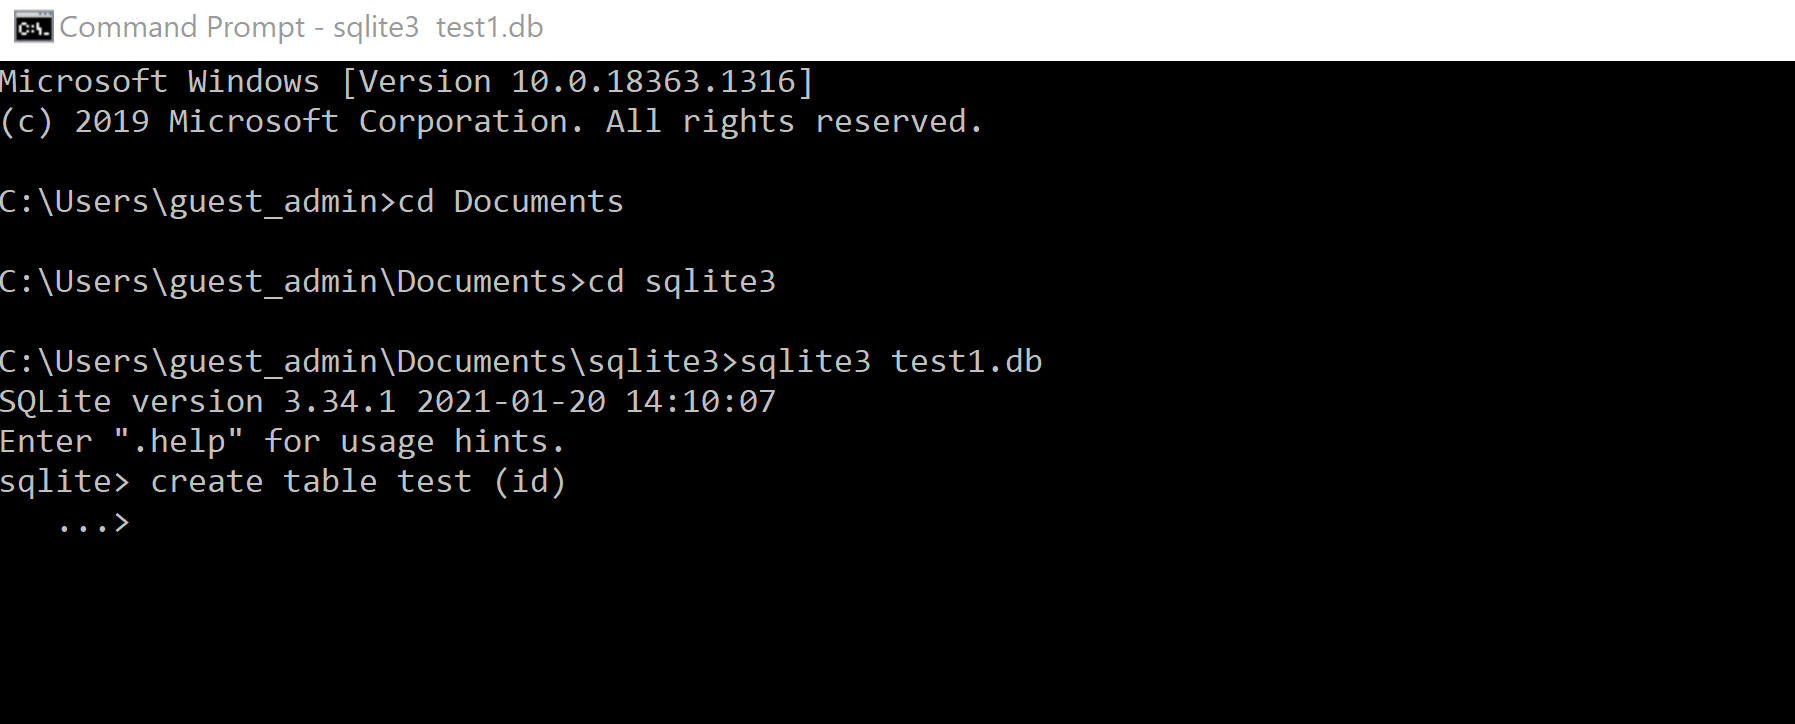 Command Prompt - sqlite3  test1.db
Microsoft Windows [Version 10.0.18363.1316]
(c) 2019 Microsoft Corporation. All rights reserved.
C:\Users\guest_admin>cd Documents
C:\Users\guest_admin\Documents>cd sqlite3
C:\Users\guest_admin\Documents\sqlite3>sqlite3 test1.db
SQLite version 3.34.1 2021-01-20 14:10:07
Enter ".help" for usage hints.
sqlite> create table test (id)
   ...>